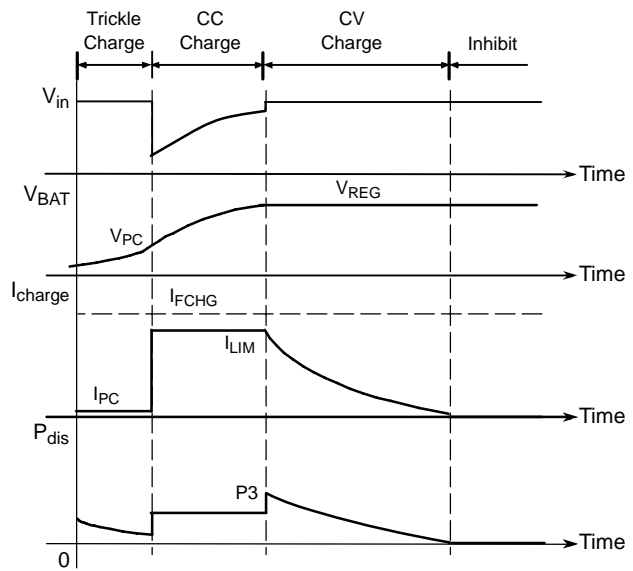 Trickle
Charge
CC
Charge
CV
Charge
Inhibit
Vin
Time
VBAT
VREG
VPC
Time
Icharge
IFCHG
ILIM
IPC
Time
Pdis
P3
Time
0